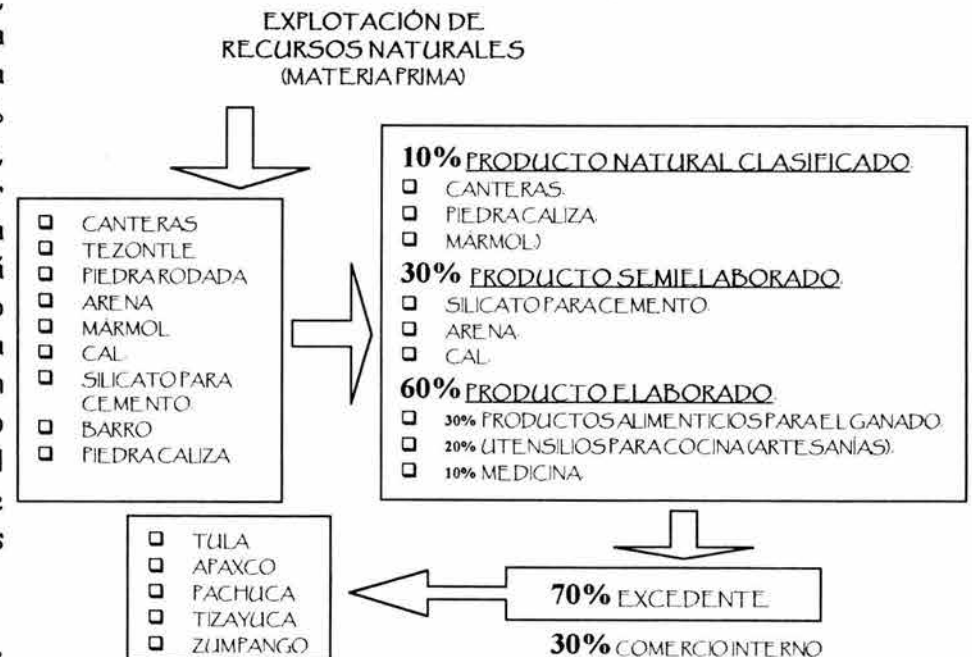 EXPLOTACIÓN DE
RECURSOS NATURALES
(MATERIA PRIMA)
CANTERAS
TEZONTLE
PIEDRA RODADA
ARENA
MÁRMOL
CAL
SILICATO PARA
CEMENTO.
BARRO
PIEDRA CALIZA
10% PRODUCTO NATURAL CLASIFICADO.
CANTERAS.
PIEDRA CALIZA.
MÁRMOL)
30% PRODUCTO SEMIELABORADO.
SILICATO PARA CEMENTO.
ARENA.
CAL.
60% PRODUCTO ELABORADO.
30% PRODUCTOS ALIMENTICIOS PARA EL GANADO.
20% UTENSILIOS PARA COCINA (ARTESANÍAS).
10% MEDICINA.
70% EXCEDENTE
30% COMERCIO INTERNO
TULA
APAXCO
PACHUCA
TIZAYUCA
ZUMPANGO